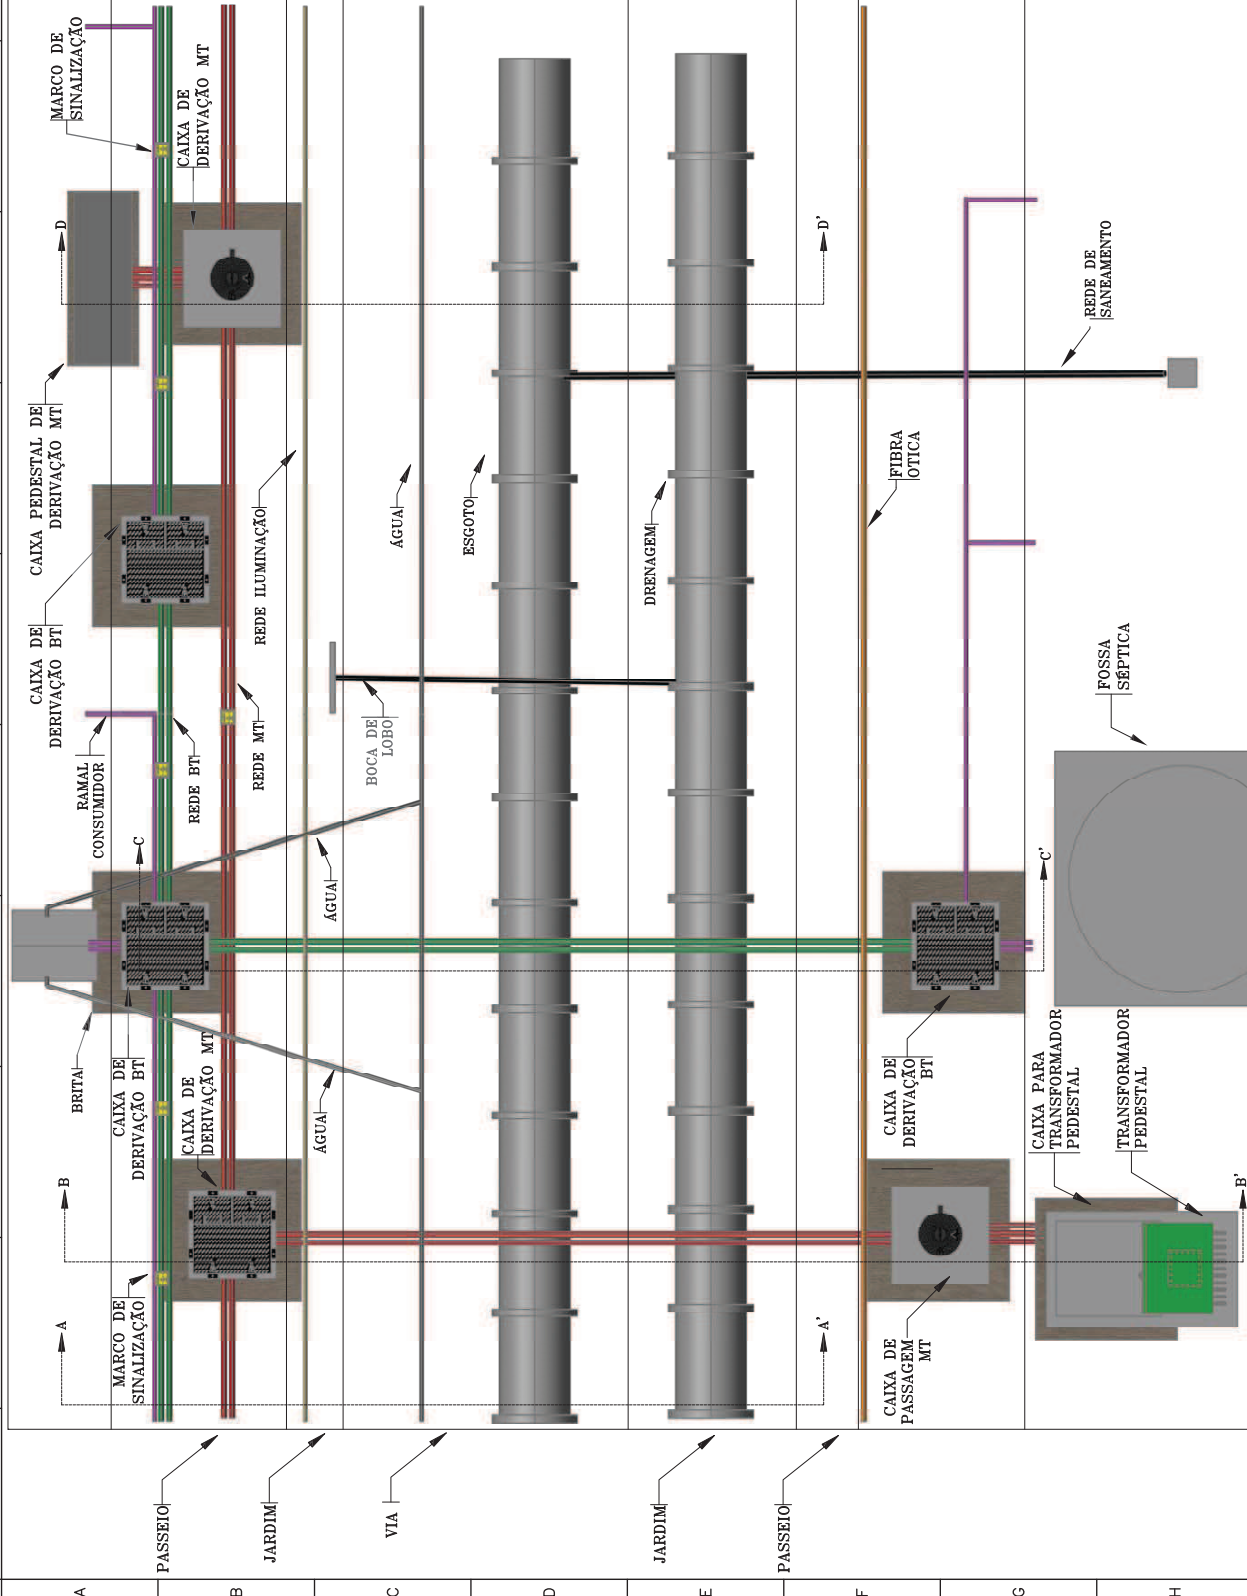 MARCO DE
SINALIZAÇÃO
CAIXA DE
DERIVAÇÃO MT
D
D'
CAIXA PEDESTAL DE
DERIVAÇÃO MT
REDE DE
SANEAMENTO
CAIXA DE
DERIVAÇÃO BT
REDE ILUMINAÇÃO
ÁGUA
ESGOTO
DRENAGEM
FIBRA
OTICA
RAMAL
CONSUMIDOR
REDE BT
REDE MT
BOCA DE
LOBO
FOSSA
SÉPTICA
C
C'
ÁGUA
BRITA
CAIXA DE
DERIVAÇÃO BT
CAIXA DE
DERIVAÇÃO MT
ÁGUA
CAIXA DE
DERIVAÇÃO
BT
CAIXA PARA
TRANSFORMADOR
PEDESTAL
TRANSFORMADOR
PEDESTAL
B
B'
MARCO DE
SINALIZAÇÃO
A
A'
CAIXA DE
PASSAGEM
MT
PASSEIO
JARDIM
VIA
JARDIM
PASSEIO
A
B
C
D
E
F
G
H